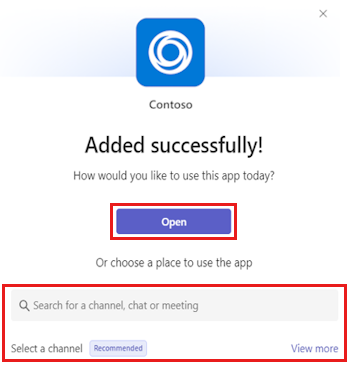 Contoso
Added successfully!
How would you like to use this app today?
Open
Or choose a place to use the app
Search for a channel, chat or meeting
Select a channel Recommended View more